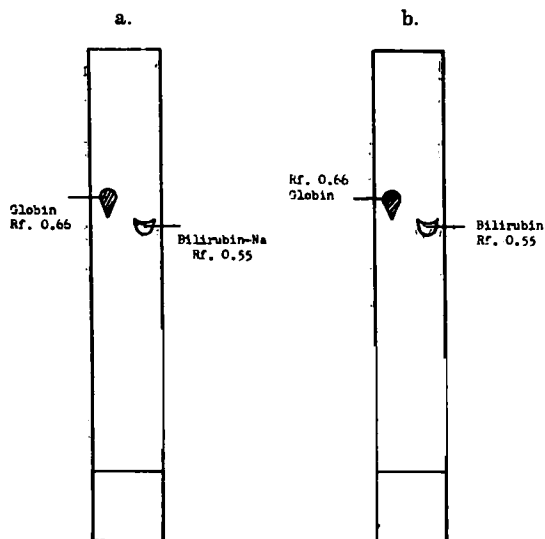 a.
b.
Globin
Rf. 0.66
Bilirubin-Na
Rf. 0.55
Rf. 0.66
Globin
Bilirubin
Rf. 0.55